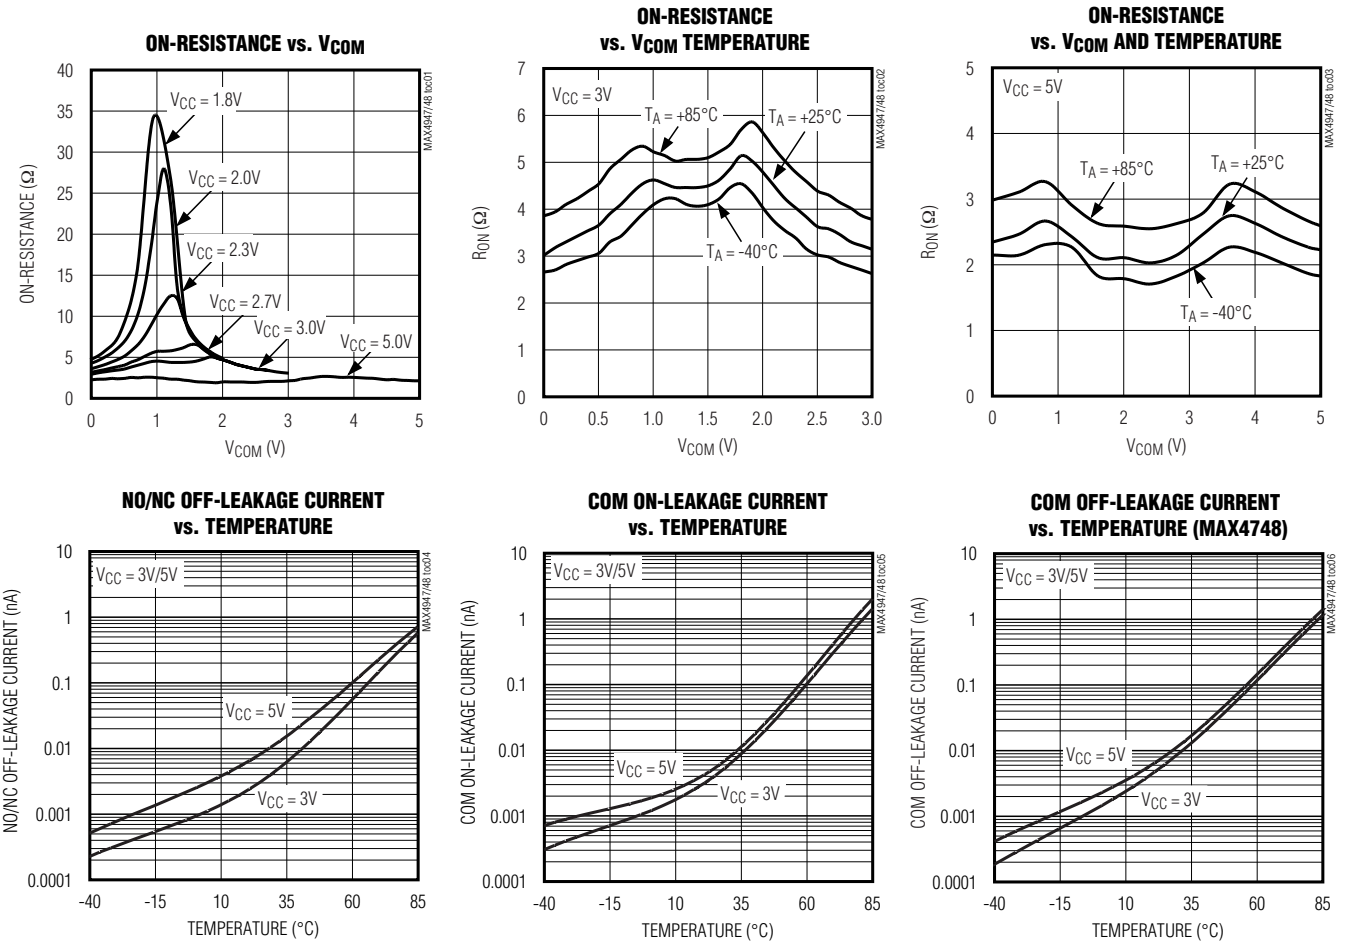 ON-RESISTANCE vs. VCOM
40
35
30
25
20
15
10
5
0
0 1 2 3 4 5
ON-RESISTANCE (Ω)
VCOM (V)
VCC = 1.8V
VCC = 2.0V
VCC = 2.3V
VCC = 2.7V
VCC = 3.0V
VCC = 5.0V
MAX4947/48 toc01
ON-RESISTANCE
vs. VCOM TEMPERATURE
7
6
5
4
3
2
1
0
0 0.5 1.0 1.5 2.0 2.5 3.0
RON (Ω)
VCOM (V)
VCC = 3V
TA = +85°C
TA = +25°C
TA = -40°C
MAX4947/48 toc02
ON-RESISTANCE
vs. VCOM AND TEMPERATURE
5
4
3
2
1
0
0 1 2 3 4 5
RON (Ω)
VCOM (V)
VCC = 5V
TA = +85°C
TA = +25°C
TA = -40°C
MAX4947/48 toc03
NO/NC OFF-LEAKAGE CURRENT
vs. TEMPERATURE
10
1
0.1
0.01
0.001
0.0001
-40 -15 10 35 60 85
NO/NC OFF-LEAKAGE CURRENT (nA)
TEMPERATURE (°C)
VCC = 3V/5V
VCC = 5V
VCC = 3V
MAX4947/48 toc04
COM ON-LEAKAGE CURRENT
vs. TEMPERATURE
10
1
0.1
0.01
0.001
0.0001
-40 -15 10 35 60 85
COM ON-LEAKAGE CURRENT (nA)
TEMPERATURE (°C)
VCC = 3V/5V
VCC = 5V
VCC = 3V
MAX4947/48 toc05
COM OFF-LEAKAGE CURRENT
vs. TEMPERATURE (MAX4748)
10
1
0.1
0.01
0.001
0.0001
-40 -15 10 35 60 85
COM OFF-LEAKAGE CURRENT (nA)
TEMPERATURE (°C)
VCC = 3V/5V
VCC = 5V
VCC = 3V
MAX4947/48 toc06